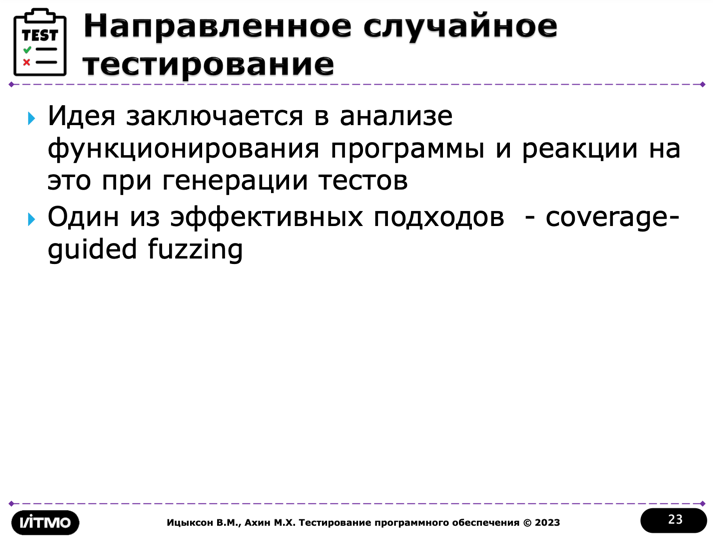 TEST
Направленное случайное
тестирование
Идея заключается в анализе
функционирования программы и реакции на
это при генерации тестов
Один из эффективных подходов  - coverage-
guided fuzzing
ИТМО
Ицыксон В.М., Ахин М.Х. Тестирование программного обеспечения © 2023
23